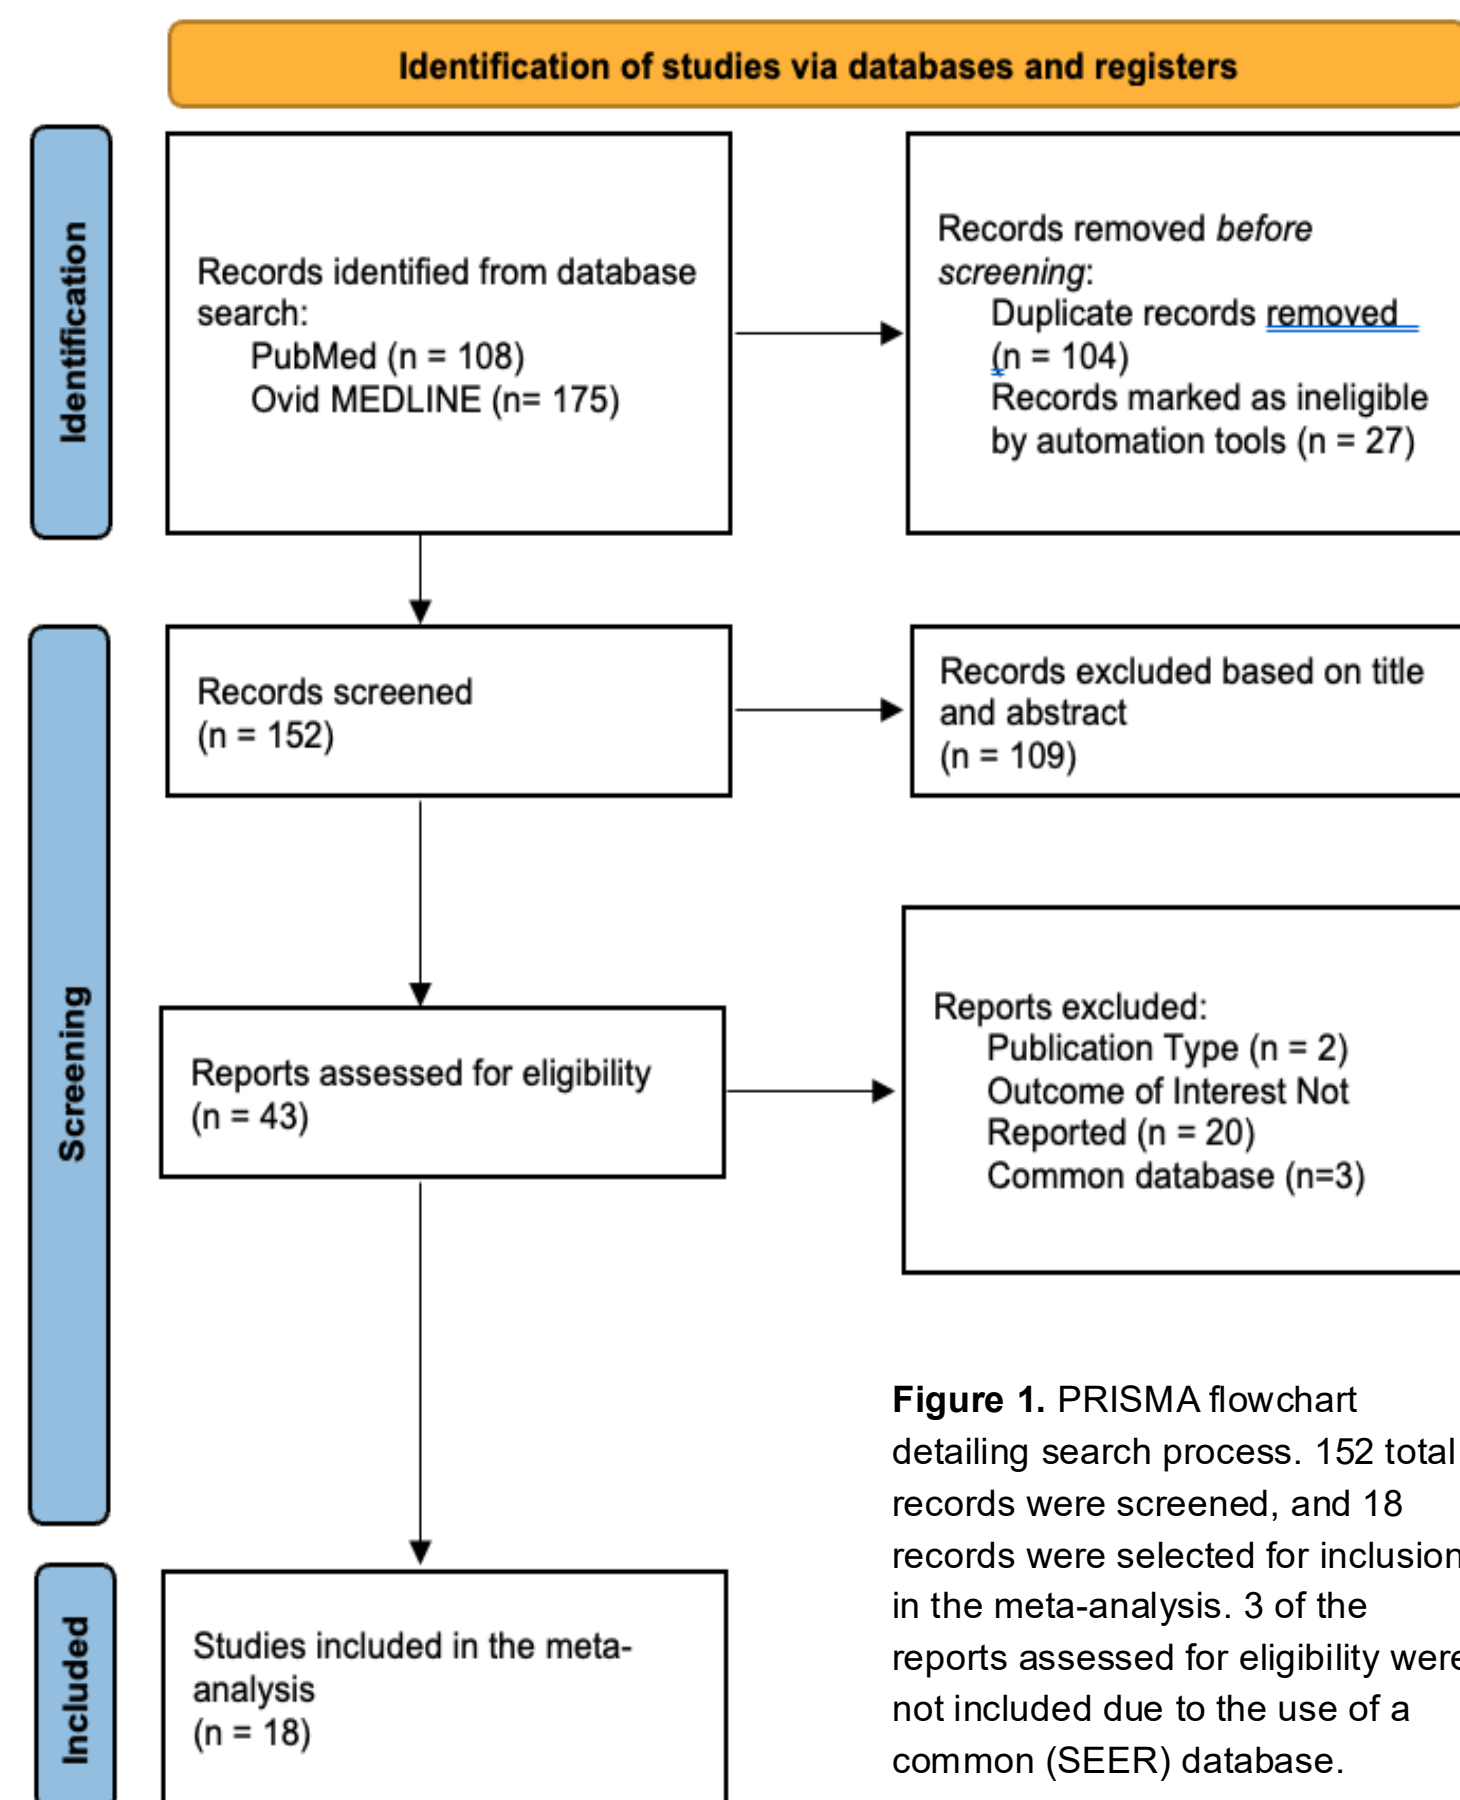 Identification of studies via databases and registers
Identification
Records identified from database
search:
PubMed (n = 108)
Ovid MEDLINE (n= 175)
Records removed before
screening:
Duplicate records removed
(n = 104)
Records marked as ineligible
by automation tools (n = 27)
Screening
Records screened
(n = 152)
Records excluded based on title
and abstract
(n = 109)
Reports assessed for eligibility
(n = 43)
Reports excluded:
Publication Type (n = 2)
Outcome of Interest Not
Reported (n = 20)
Common database (n=3)
Included
Studies included in the meta-
analysis
(n = 18)
Figure 1. PRISMA flowchart
detailing search process. 152 total
records were screened, and 18
records were selected for inclusion
in the meta-analysis. 3 of the
reports assessed for eligibility were
not included due to the use of a
common (SEER) database.